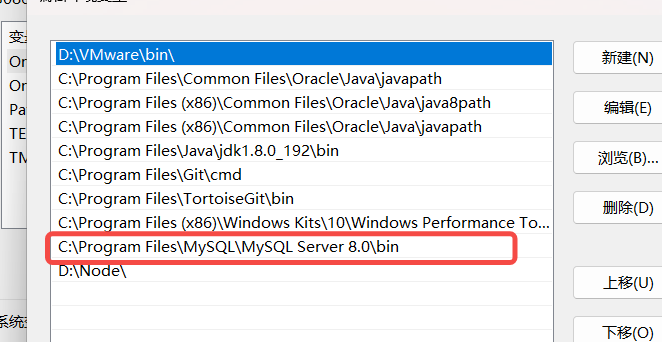 变量
D:\VMware\bin\
新建(N)
C:\Program Files\Common Files\Oracle\Java\javapath
Or
C:\Program Files (x86)\Common Files\Oracle\Java\java8path
编辑(E)
Or
C:\Program Files (x86)\Common Files\Oracle\Java\javapath
Pa
C:\Program Files\Java\jdk1.8.0_192\bin
浏览(B)...
TE
C:\Program Files\Git\cmd
TM
C:\Program Files\TortoiseGit\bin
删除(D)
C:\Program Files (x86)\Windows Kits\10\Windows Performance To...
C:\Program Files\MySQL\MySQL Server 8.0\bin
D:\Node\
上移(U)
系统变
下移(O)